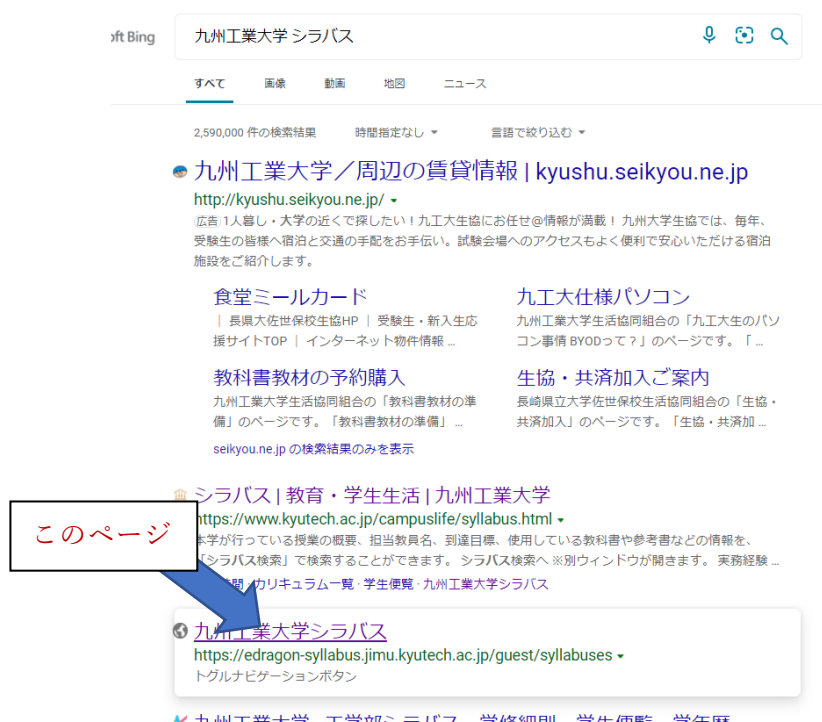 oft Bing
九州工業大学 シラバス
すべて 画像 動画 地図 ニュース
2,590,000 件の検索結果 時間指定なし 言語で絞り込む
九州工業大学／周辺の賃貸情報 | kyushu.seikyou.ne.jp
http://kyushu.seikyou.ne.jp/
広告 1人暮し・大学の近くで探したい！九工大生協にお任せ@情報が満載！ 九州大学生協では、毎年、
受験生の皆様へ宿泊と交通の手配をお手伝い。試験会場へのアクセスもよく便利で安心いただける宿泊
施設をご紹介します。
食堂ミールカード
｜ 長県大佐世保校生協HP ｜ 受験生・新入生応
援サイトTOP ｜ インターネット物件情報 ...
九工大仕様パソコン
九州工業大学生活協同組合の「九工大生のパソ
コン事情 BYODって？」のページです。「 ...
教科書教材の予約購入
九州工業大学生活協同組合の「教科書教材の準
備」のページです。「教科書教材の準備」 ...
生協・共済加入ご案内
長崎県立大学佐世保校生活協同組合の「生協・
共済加入」のページです。「生協・共済加 ...
seikyou.ne.jp の検索結果のみを表示
シラバス | 教育・学生生活 | 九州工業大学
https://www.kyutech.ac.jp/campuslife/syllabus.html
本学が行っている授業の概要、担当教員名、到達目標、使用している教科書や参考書などの情報を、
「シラバス検索」で検索することができます。 シラバス検索へ ※別ウィンドウが開きます。 実務経験 ...
間 · カリキュラム一覧 · 学生便覧 · 九州工業大学シラバス
このページ
九州工業大学シラバス
https://edragon-syllabus.jimu.kyutech.ac.jp/guest/syllabuses
トグルナビゲーションボタン